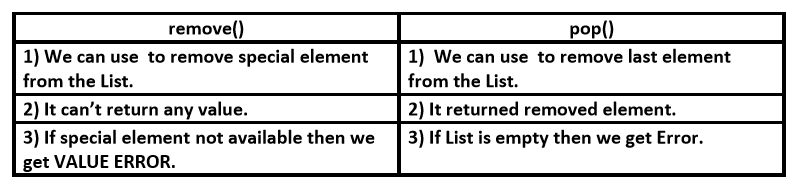 remove()
pop()
1) We can use to remove special element
from the List.
1) We can use to remove last element
from the List.
2) It can't return any value.
2) It returned removed element.
3) If special element not available then we
get VALUE ERROR.
3) If List is empty then we get Error.